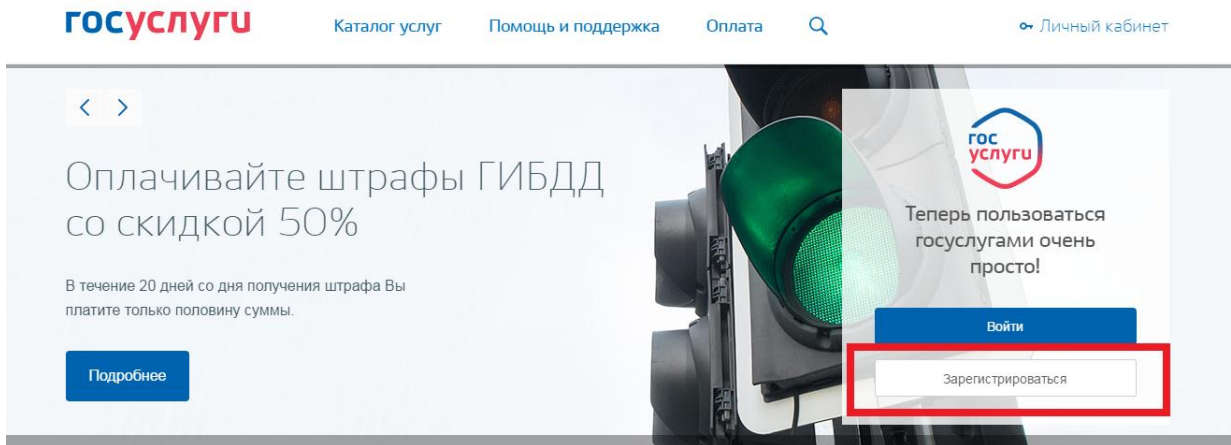 госуслуги Каталог услуг Помощь и поддержка Оплата Личный кабинет
Оплачивайте штрафы ГИБДД
со скидкой 50%
В течение 20 дней со дня получения штрафа Вы
платите только половину суммы.
Подробнее
гос
услуги
Теперь пользоваться
госуслугами очень
просто!
Войти
Зарегистрироваться